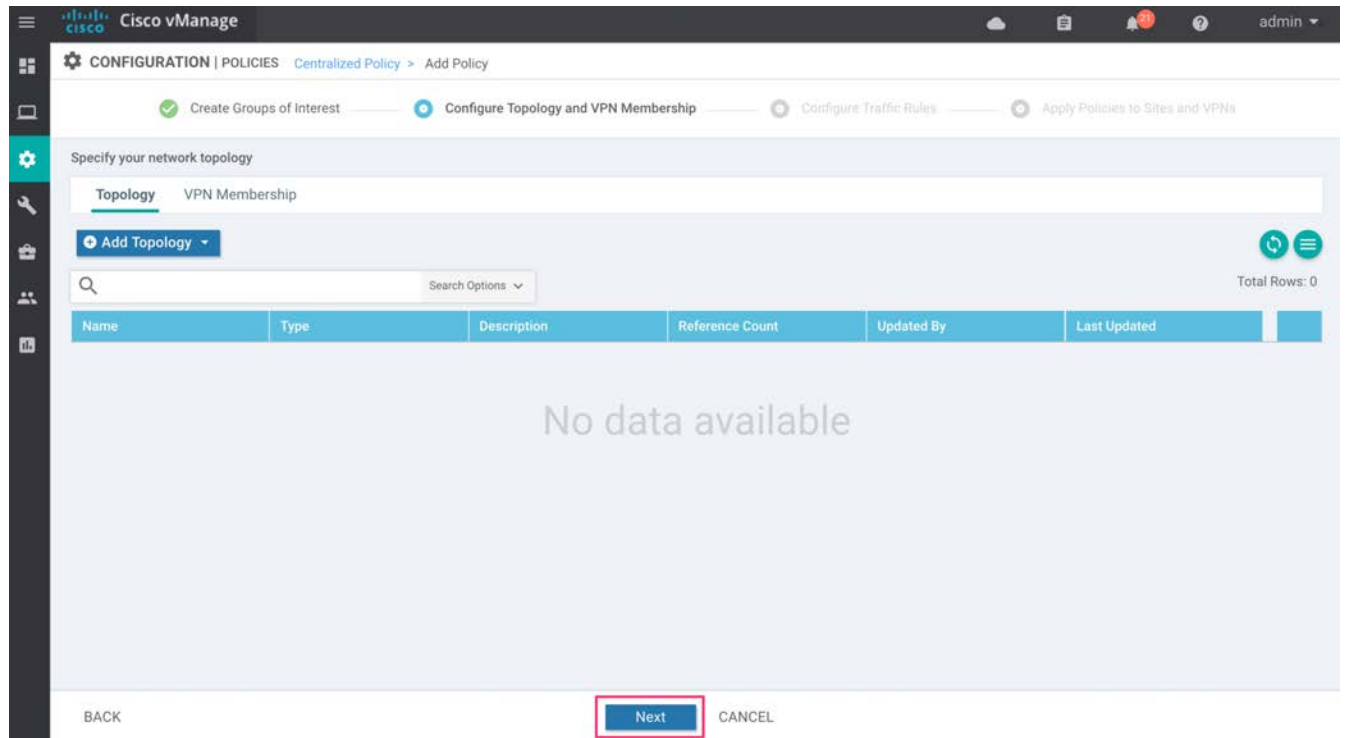 cisco Cisco vManage 21 admin
CONFIGURATION | POLICIES Centralized Policy > Add Policy
Create Groups of Interest Configure Topology and VPN Membership Configure Traffic Rules Apply Policies to Sites and VPNs
Specify your network topology
Topology VPN Membership
Add Topology
Search Options Total Rows: 0
Name Type Description Reference Count Updated By Last Updated
No data available
BACK Next CANCEL